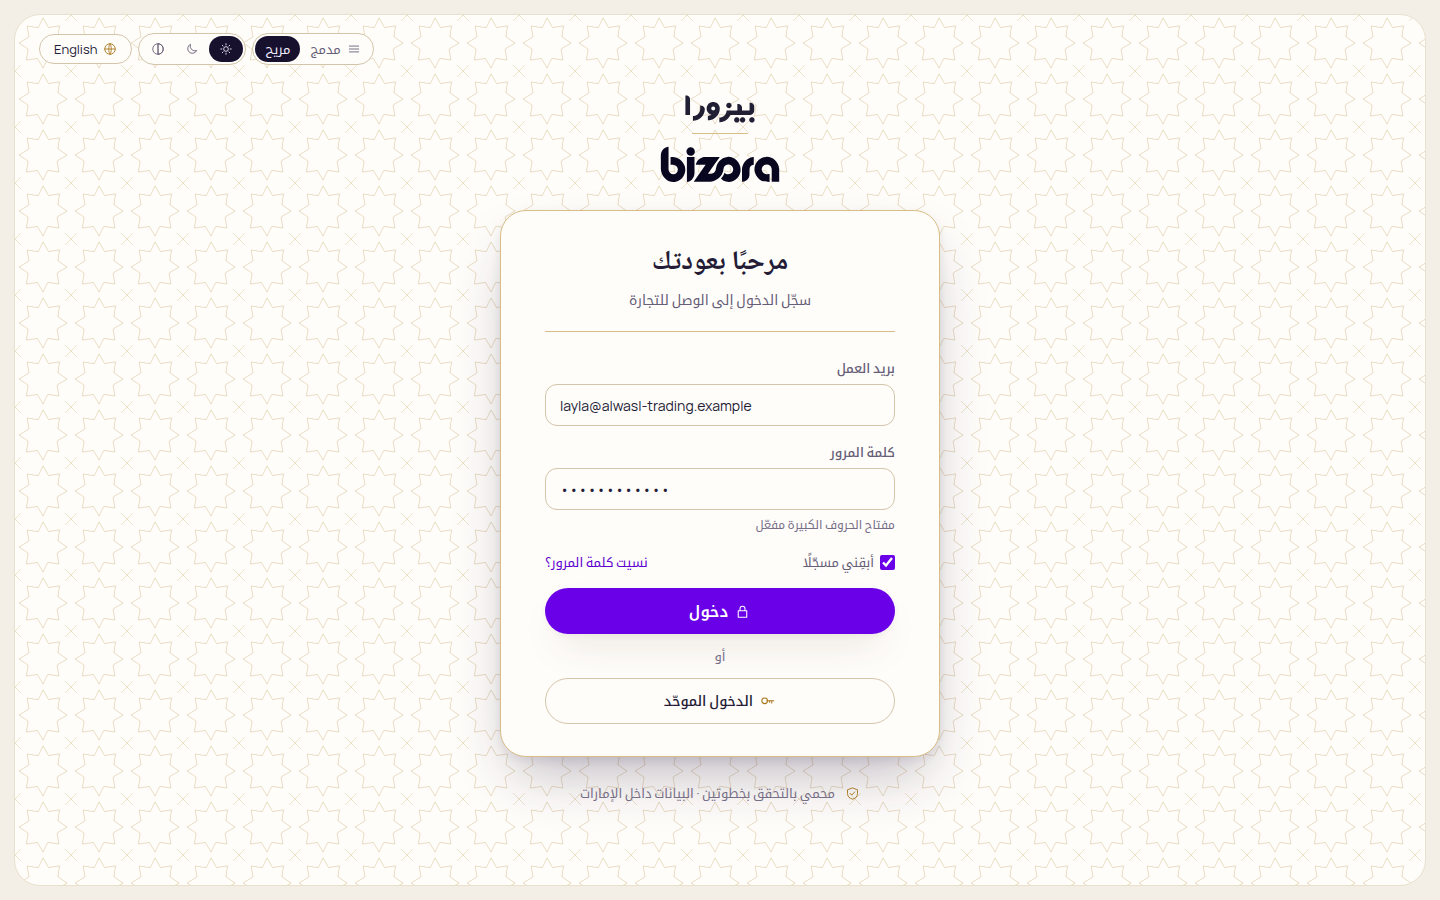 مدمج مريح English
بيزورا
bizora
مرحبًا بعودتك
سجّل الدخول إلى الوصل للتجارة
بريد العمل
layla@alwasl-trading.example
كلمة المرور
••••••••••••
مفتاح الحروف الكبيرة مفعّل
أبقِني مسجّلًا
نسيت كلمة المرور؟
دخول
أو
الدخول الموحّد
محمي بالتحقق بخطوتين · البيانات داخل الإمارات